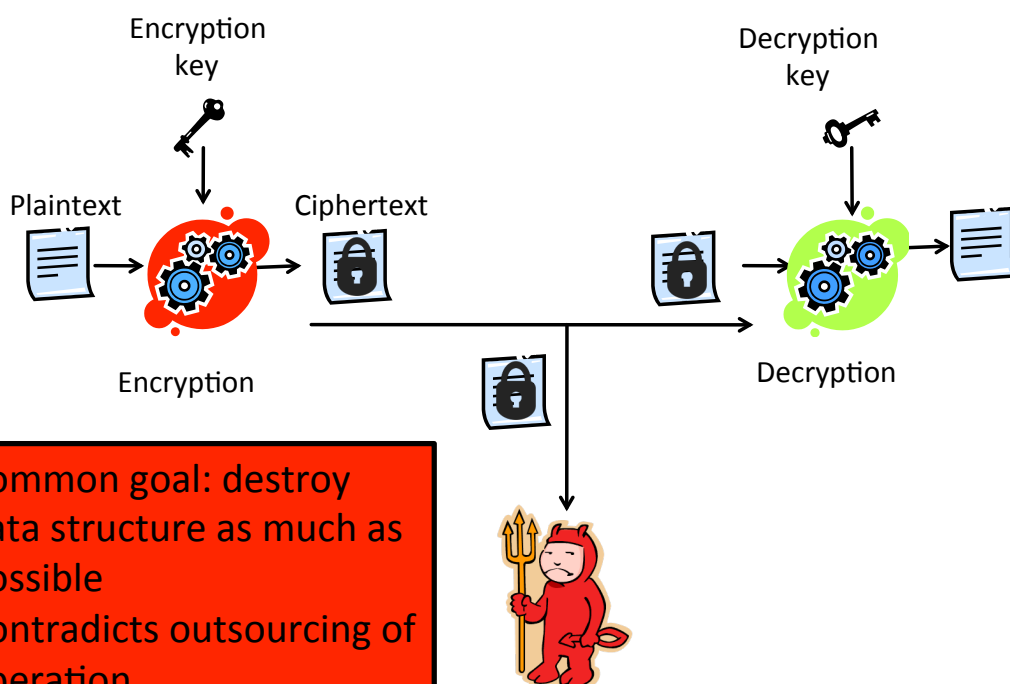 Encryption
key
Decryption
key
Plaintext
Ciphertext
Encryption
Decryption
ommon goal: destroy
ata structure as much as
ossible
ontradicts outsourcing of
peration